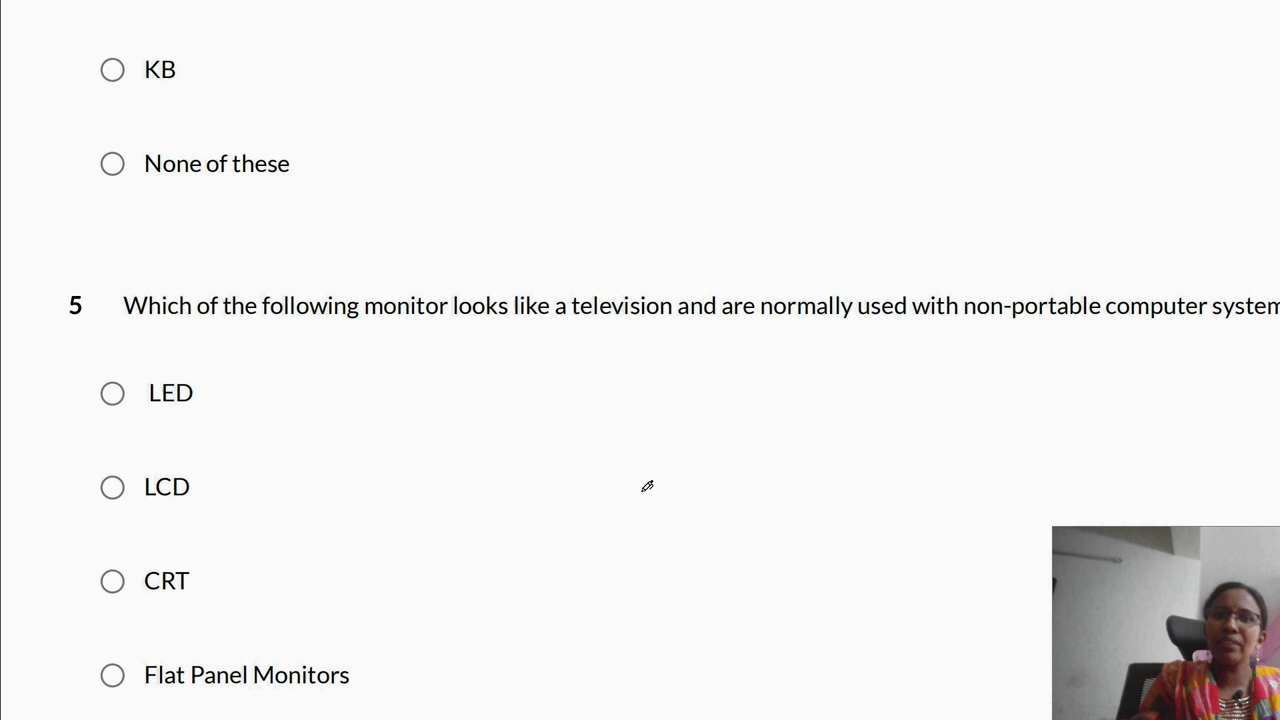 KB
None of these
5 Which of the following monitor looks like a television and are normally used with non-portable computer system
LED
LCD
CRT
Flat Panel Monitors